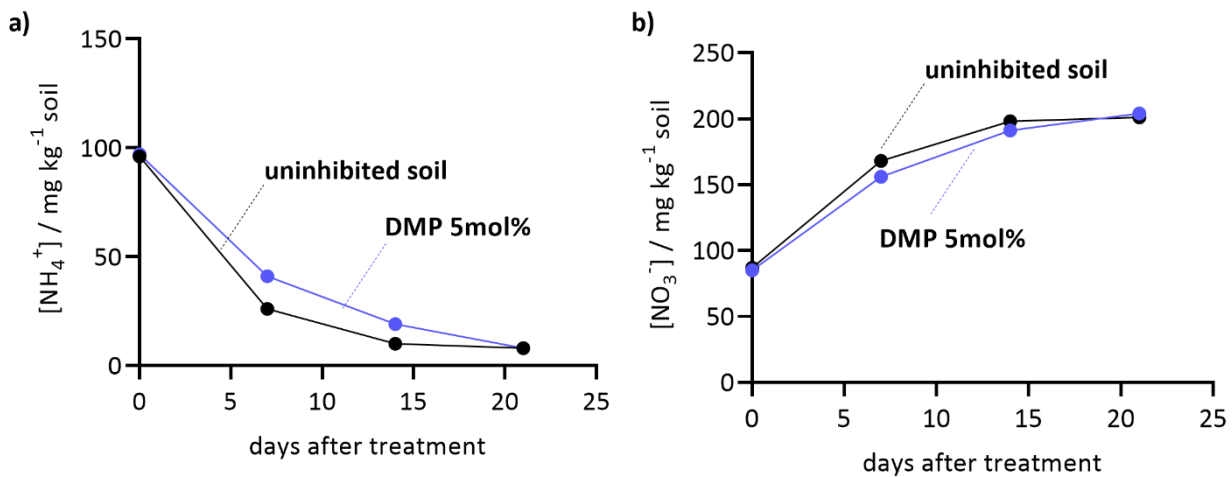 a)
150
100
50
0
[NH₄⁺] / mg kg⁻¹ soil
uninhibited soil
DMP 5mol%
0 5 10 15 20 25
days after treatment
b)
250
200
150
100
50
0
[NO₃⁻] / mg kg⁻¹ soil
uninhibited soil
DMP 5mol%
0 5 10 15 20 25
days after treatment